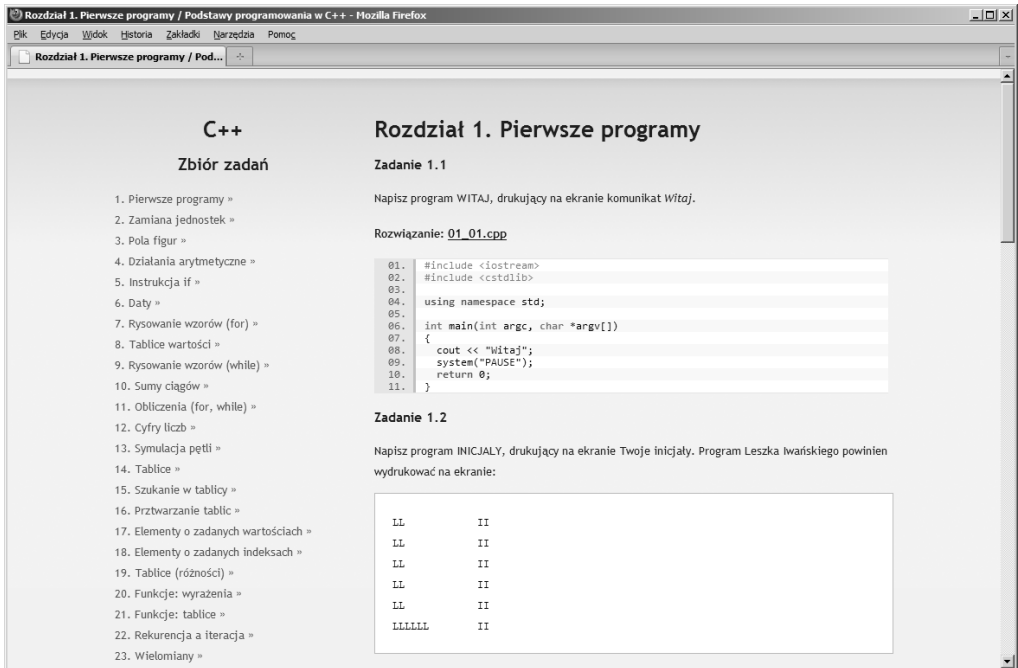 Rozdział 1. Pierwsze programy / Podstawy programowania w C++ - Mozilla Firefox
Plik Edycja Widok Historia Zakładki Narzędzia Pomoc
Rozdział 1. Pierwsze programy / Pod...
C++
Zbiór zadań
1. Pierwsze programy »
2. Zamiana jednostek »
3. Pola figur »
4. Działania arytmetyczne »
5. Instrukcja if »
6. Daty »
7. Rysowanie wzorów (for) »
8. Tablice wartości »
9. Rysowanie wzorów (while) »
10. Sumy ciągów »
11. Obliczenia (for, while) »
12. Cyfry liczb »
13. Symulacja pętli »
14. Tablice »
15. Szukanie w tablicy »
16. Prztwarzanie tablic »
17. Elementy o zadanych wartościach »
18. Elementy o zadanych indeksach »
19. Tablice (różności) »
20. Funkcje: wyrażenia »
21. Funkcje: tablice »
22. Rekurencja a iteracja »
23. Wielomiany »
Rozdział 1. Pierwsze programy
Zadanie 1.1
Napisz program WITAJ, drukujący na ekranie komunikat Witaj.
Rozwiązanie: 01_01.cpp
01. #include <iostream>
02. #include <cstdlib>
03.
04. using namespace std;
05.
06. int main(int argc, char *argv[])
07. {
08. cout << "Witaj";
09. system("PAUSE");
10. return 0;
11. }
Zadanie 1.2
Napisz program INICJALY, drukujący na ekranie Twoje inicjały. Program Leszka Iwańskiego powinien
wydrukować na ekranie:
LL II
LL II
LL II
LL II
LL II
LLLLLL II